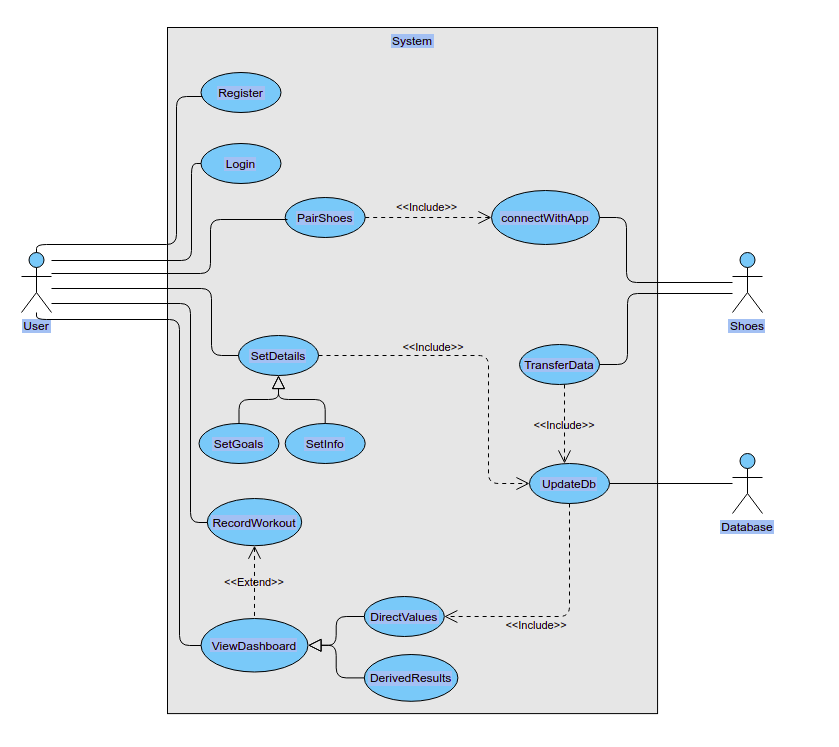 System
Register
Login
PairShoes
<<Include>>
connectWithApp
User
Shoes
<<Include>>
SetDetails
TransferData
<<Include>>
SetGoals
SetInfo
UpdateDb
RecordWorkout
Database
<<Extend>>
DirectValues
<<Include>>
ViewDashboard
DerivedResults